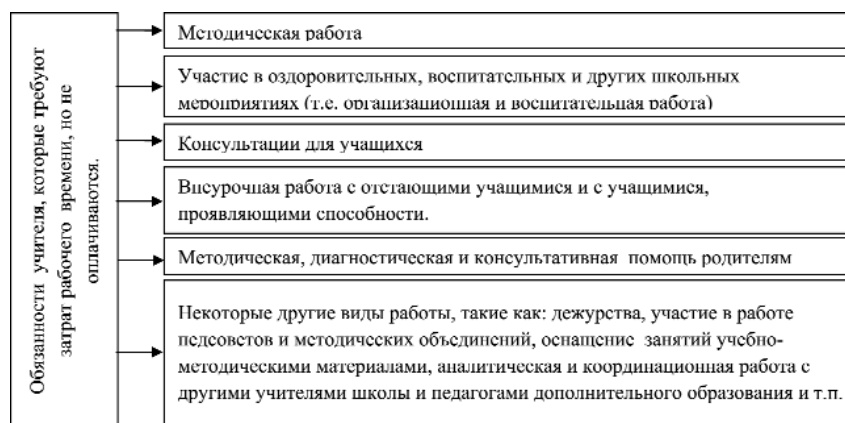 Обязанности учителя, которые требуют
затрат рабочего времени, но не
оплачиваются.
Методическая работа
Участие в оздоровительных, воспитательных и других школьных
мероприятиях (т.е. организационная и воспитательная работа)
Консультации для учащихся
Внеурочная работа с отстающими учащимися и с учащимися,
проявляющими способности.
Методическая, диагностическая и консультативная помощь родителям
Некоторые другие виды работы, такие как: дежурства, участие в работе
педсоветов и методических объединений, оснащение занятий учебно-
методическими материалами, аналитическая и координационная работа с
другими учителями школы и педагогами дополнительного образования и т.п.